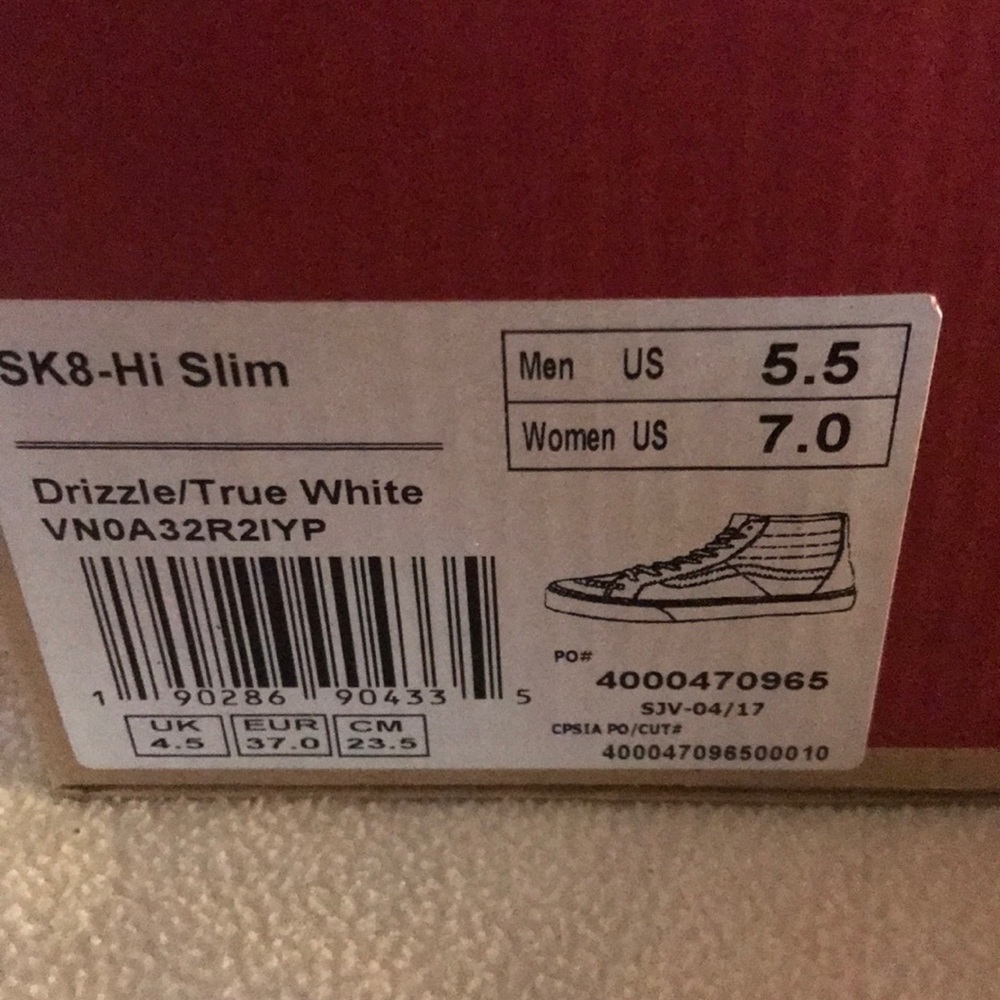 SK8-Hi Slim
Men US 5.5
Women US 7.0
Drizzle/True White
VN0A32R2IYP
1 90286 90433 5
UK EUR CM
4.5 37.0 23.5
PO#
4000470965
SJV-04/17
CPSIA PO/CUT#
400047096500010